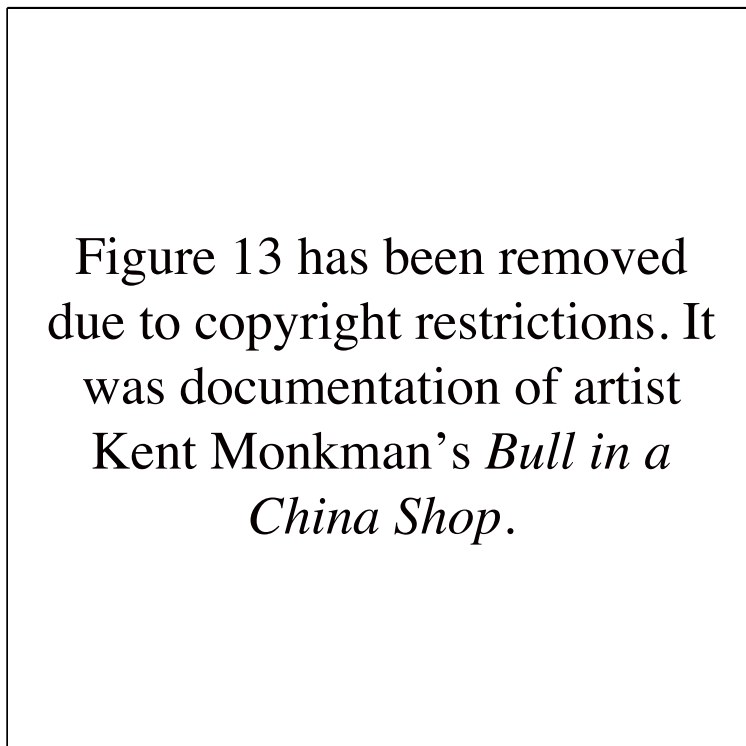 Figure 13 has been removed
due to copyright restrictions. It
was documentation of artist
Kent Monkman’s Bull in a
China Shop.